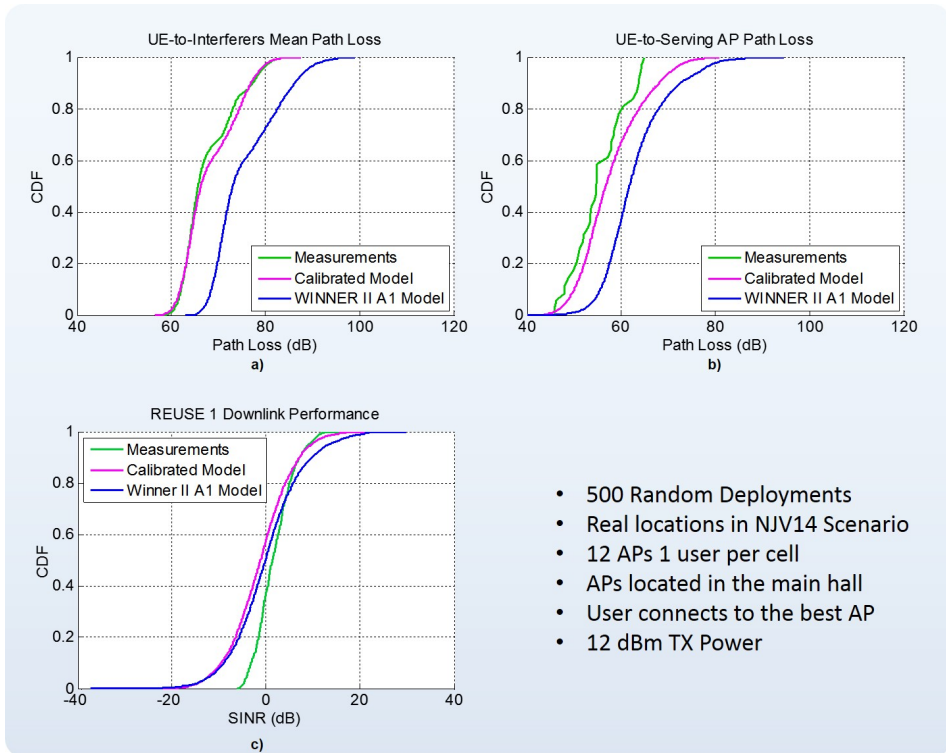 UE-to-Interferers Mean Path Loss
1
0.8
0.6
0.4
0.2
0
CDF
40
60
80
100
120
Path Loss (dB)
Measurements
Calibrated Model
WINNER II A1 Model
a)
UE-to-Serving AP Path Loss
1
0.8
0.6
0.4
0.2
0
CDF
40
60
80
100
120
Path Loss (dB)
Measurements
Calibrated Model
WINNER II A1 Model
b)
REUSE 1 Downlink Performance
1
0.8
0.6
0.4
0.2
0
CDF
-40
-20
0
20
40
SINR (dB)
Measurements
Calibrated Model
Winner II A1 Model
c)
• 500 Random Deployments
• Real locations in NJV14 Scenario
• 12 APs 1 user per cell
• APs located in the main hall
• User connects to the best AP
• 12 dBm TX Power